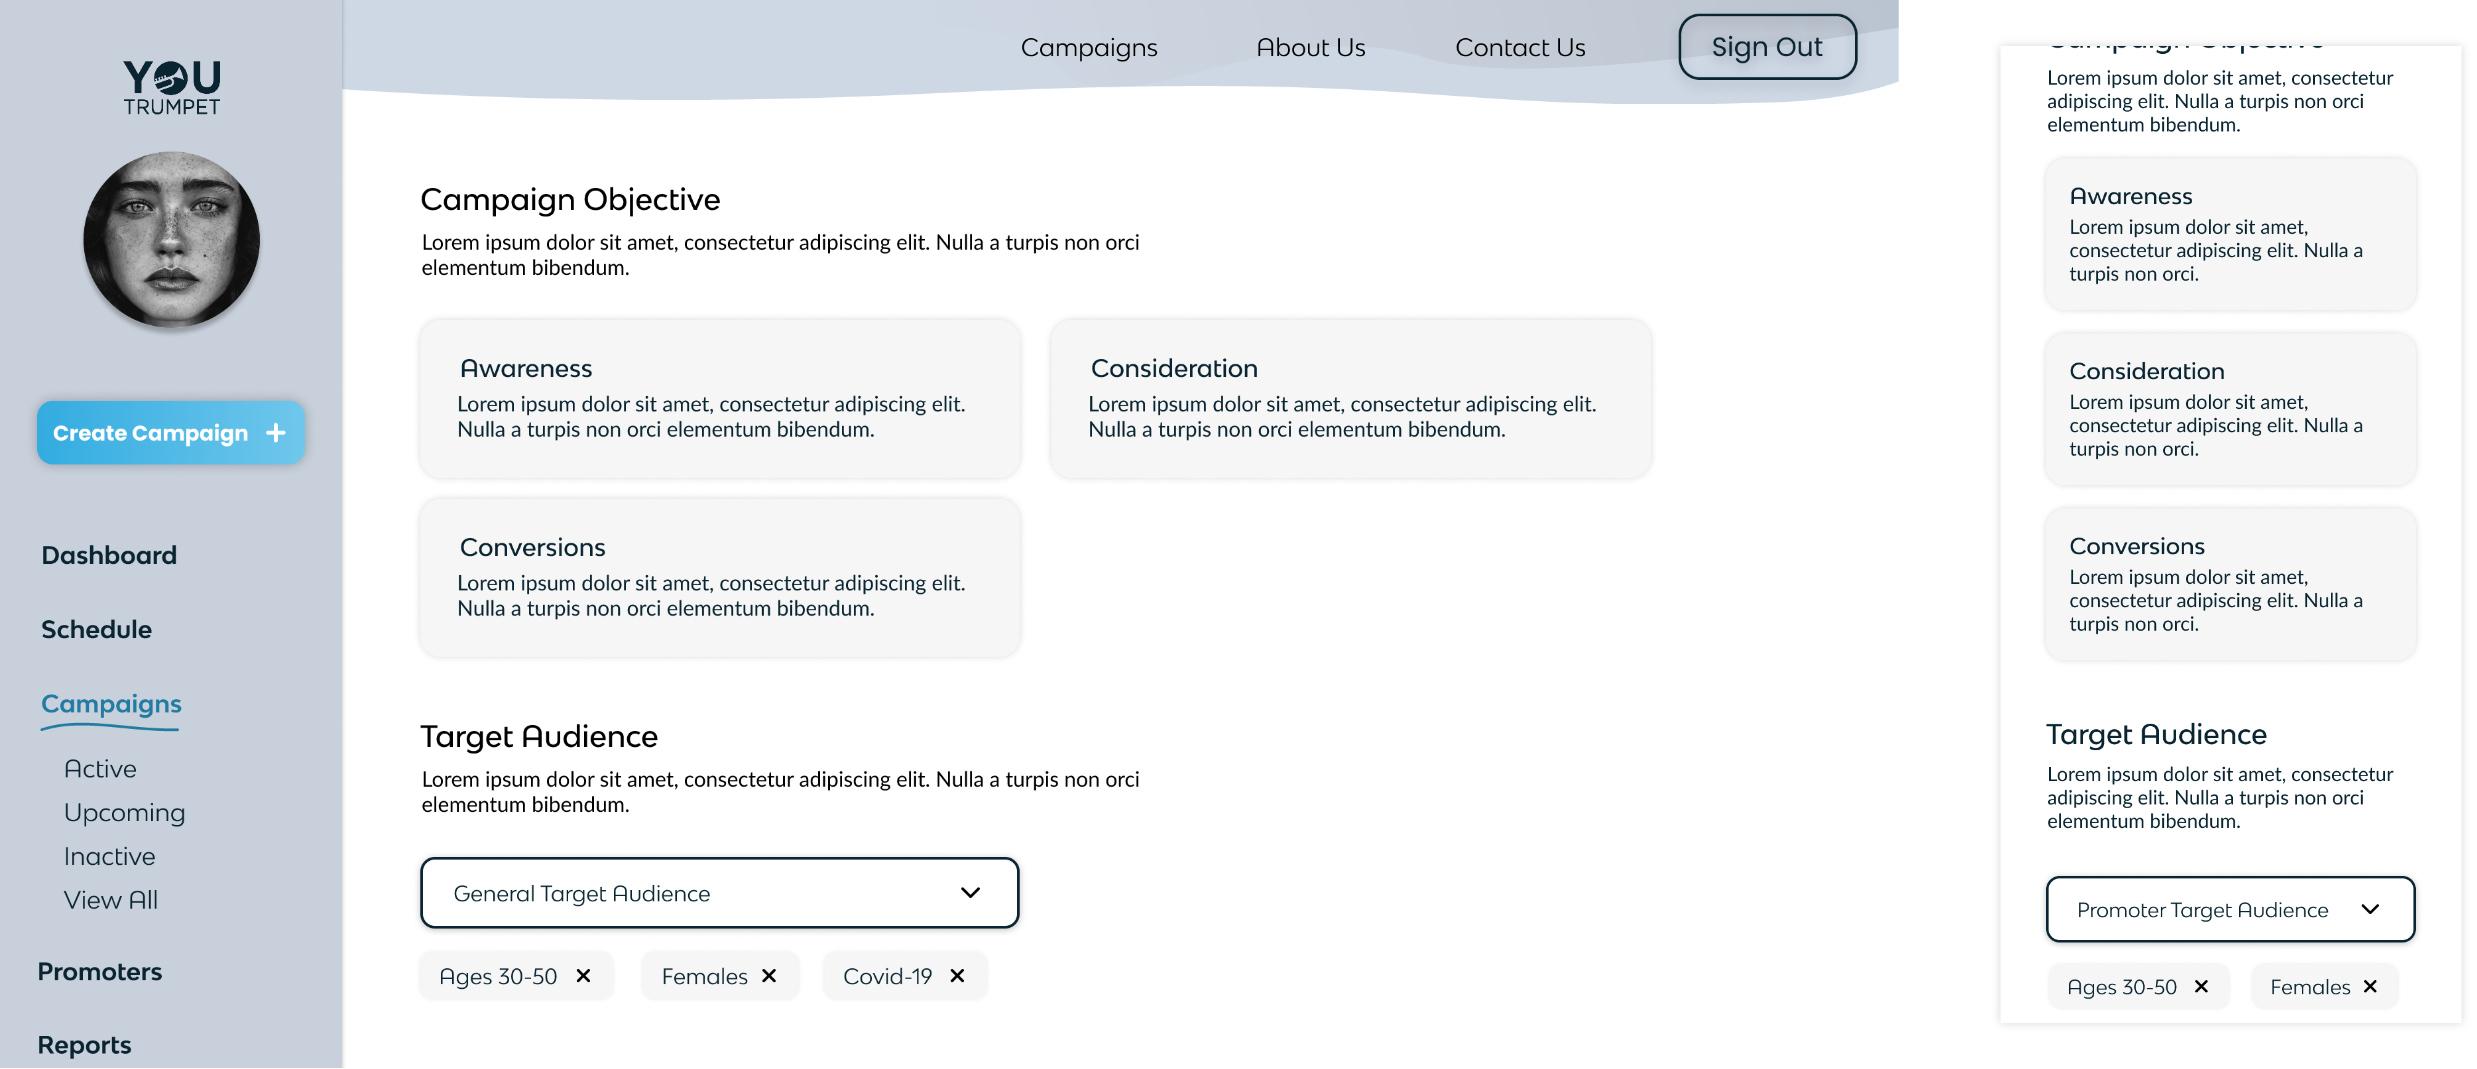 YOU
TRUMPET
Create Campaign +
Dashboard
Schedule
Campaigns
Active
Upcoming
Inactive
View All
Promoters
Reports
Campaigns
About Us
Contact Us
Sign Out
Campaign Objective
Lorem ipsum dolor sit amet, consectetur adipiscing elit. Nulla a turpis non orci
elementum bibendum.
Awareness
Lorem ipsum dolor sit amet, consectetur adipiscing elit.
Nulla a turpis non orci elementum bibendum.
Consideration
Lorem ipsum dolor sit amet, consectetur adipiscing elit.
Nulla a turpis non orci elementum bibendum.
Conversions
Lorem ipsum dolor sit amet, consectetur adipiscing elit.
Nulla a turpis non orci elementum bibendum.
Target Audience
Lorem ipsum dolor sit amet, consectetur adipiscing elit. Nulla a turpis non orci
elementum bibendum.
General Target Audience
Ages 30-50
Females
Covid-19
Campaign Objective
Lorem ipsum dolor sit amet, consectetur
adipiscing elit. Nulla a turpis non orci
elementum bibendum.
Awareness
Lorem ipsum dolor sit amet,
consectetur adipiscing elit. Nulla a
turpis non orci.
Consideration
Lorem ipsum dolor sit amet,
consectetur adipiscing elit. Nulla a
turpis non orci.
Conversions
Lorem ipsum dolor sit amet,
consectetur adipiscing elit. Nulla a
turpis non orci.
Target Audience
Lorem ipsum dolor sit amet, consectetur
adipiscing elit. Nulla a turpis non orci
elementum bibendum.
Promoter Target Audience
Ages 30-50
Females